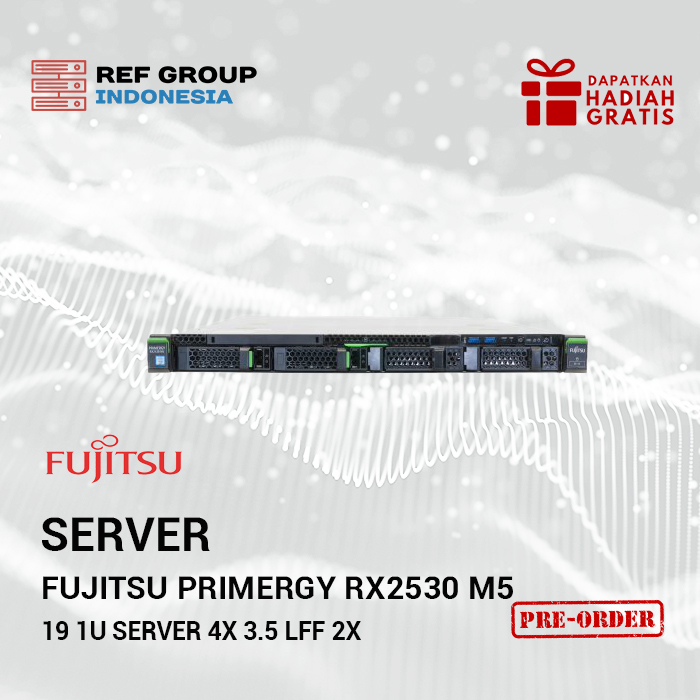 REF GROUP
INDONESIA
DAPATKAN
HADIAH
GRATIS
FUJITSU
FUJITSU
SERVER
FUJITSU PRIMERGY RX2530 M5
PRE-ORDER
19 1U SERVER 4X 3.5 LFF 2X